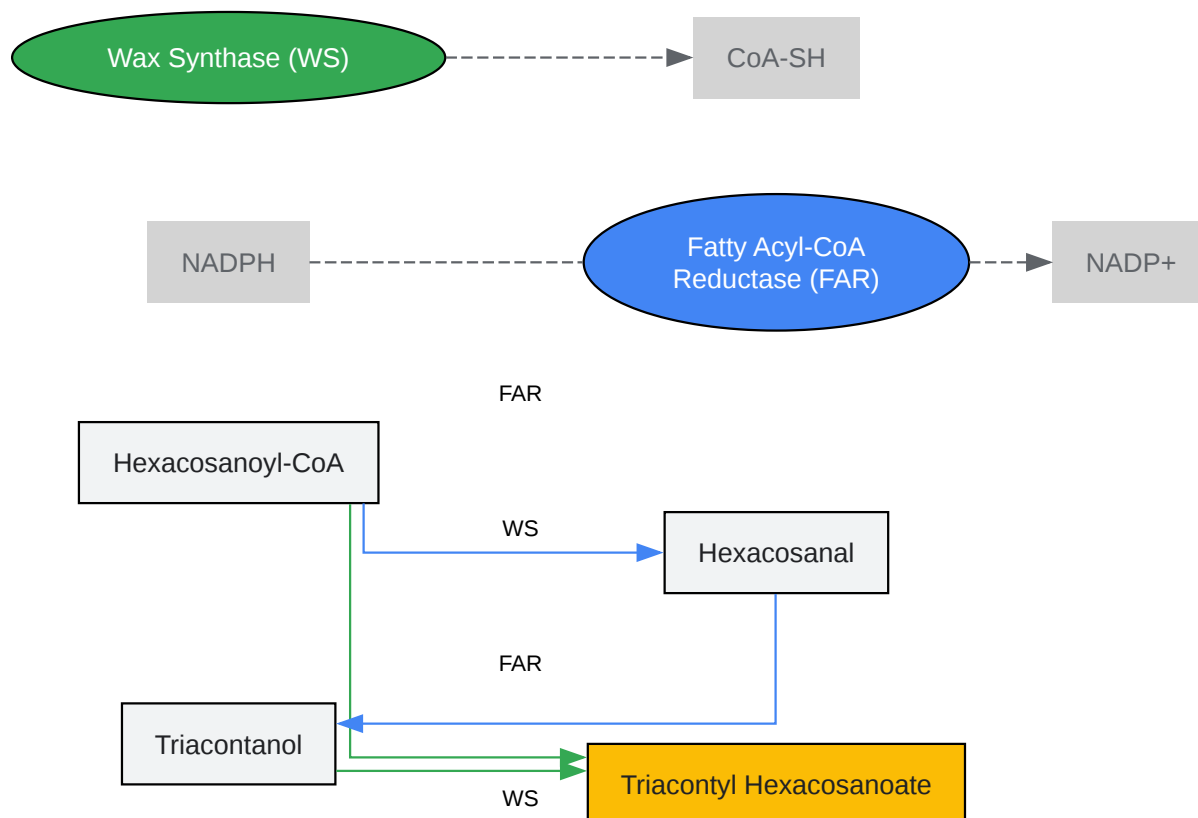 Wax Synthase (WS)
CoA-SH
NADPH
Fatty Acyl-CoA
Reductase (FAR)
NADP+
FAR
Hexacosanoyl-CoA
WS
Hexacosanal
FAR
Triacontanol
Triacontyl Hexacosanoate
WS